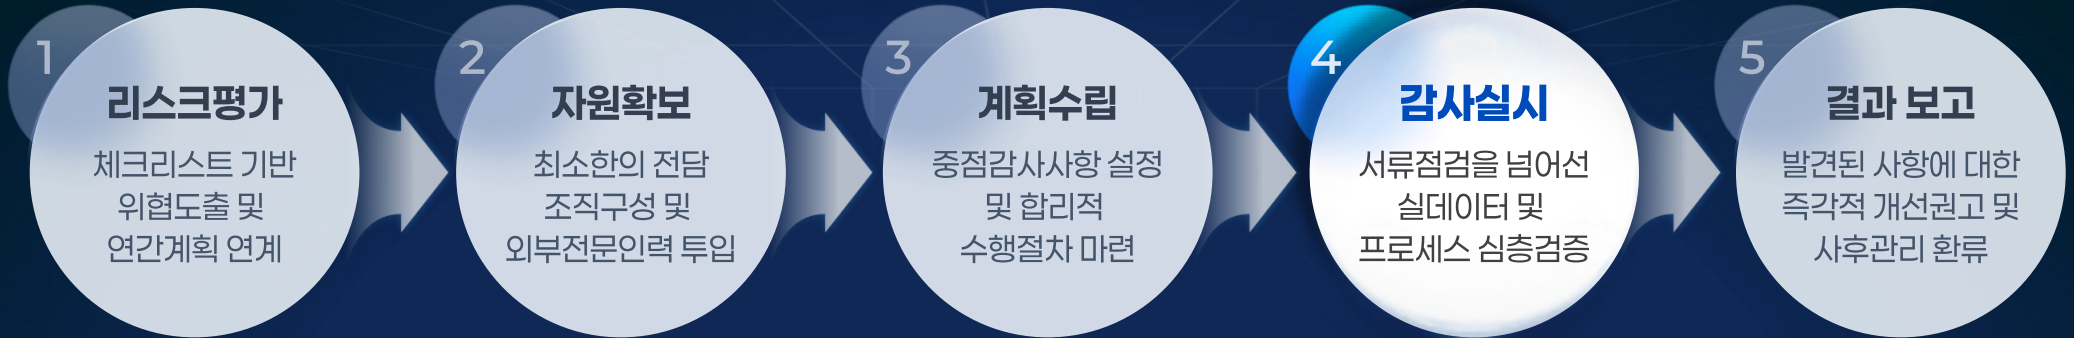 1
리스크평가
체크리스트 기반
위협도출 및
연간계획 연계
2
자원확보
최소한의 전담
조직구성 및
외부전문인력 투입
3
계획수립
중점감사사항 설정
및 합리적
수행절차 마련
4
감사실시
서류점검을 넘어선
실데이터 및
프로세스 심층검증
5
결과 보고
발견된 사항에 대한
즉각적 개선권고 및
사후관리 환류